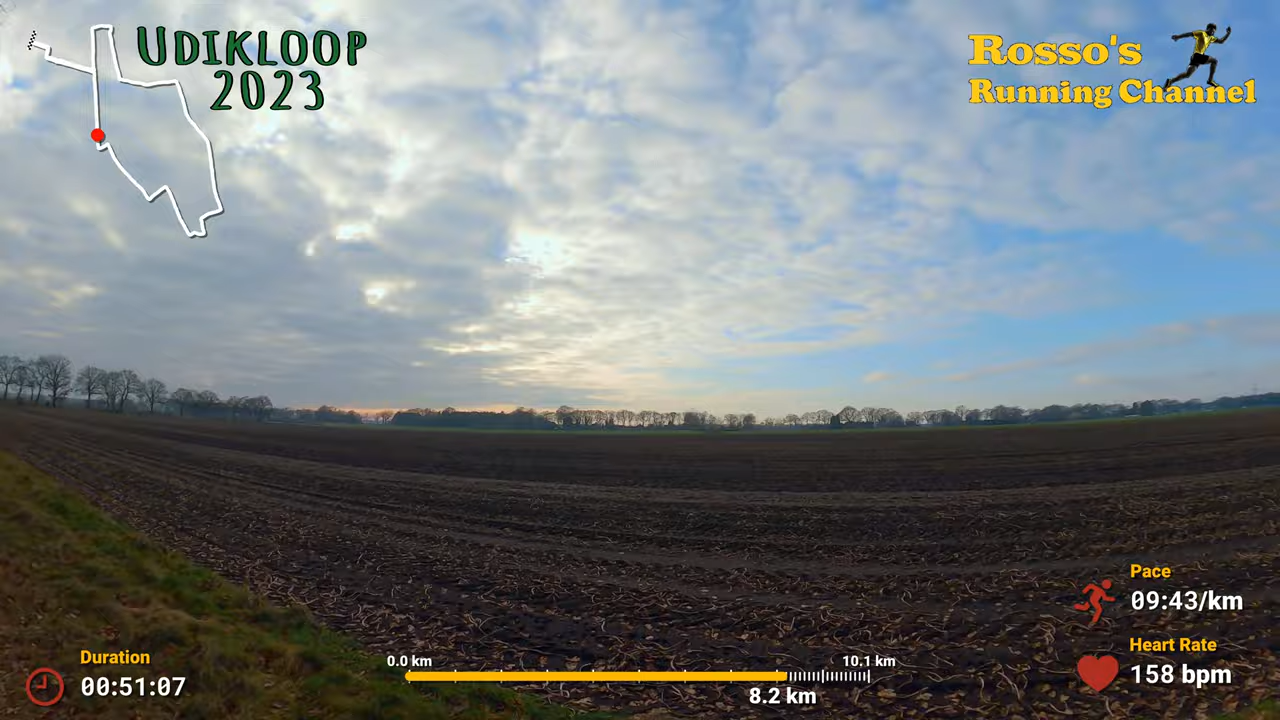 UDIKLOOP
2023
Rosso's
Running Channel
Pace
09:43/km
Heart Rate
158 bpm
Duration
00:51:07
0.0 km
10.1 km
8.2 km